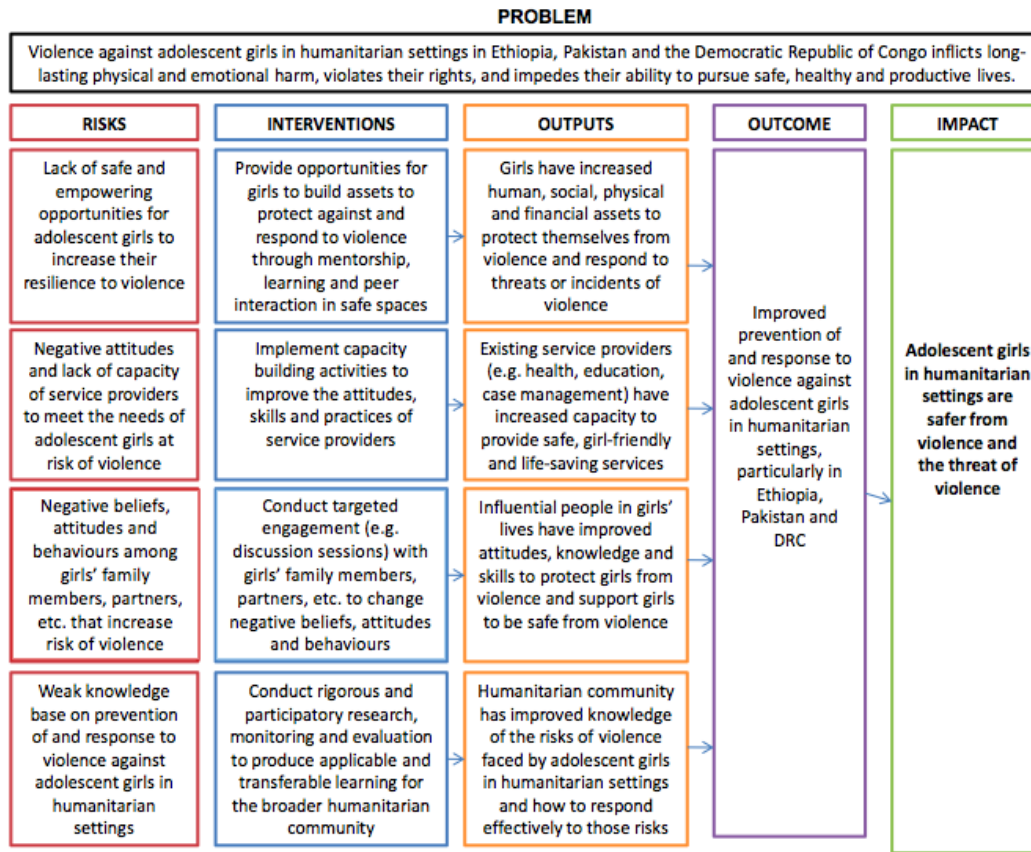 PROBLEM
Violence against adolescent girls in humanitarian settings in Ethiopia, Pakistan and the Democratic Republic of Congo inflicts long-
lasting physical and emotional harm, violates their rights, and impedes their ability to pursue safe, healthy and productive lives.
RISKS
INTERVENTIONS
OUTPUTS
OUTCOME
IMPACT
Lack of safe and
empowering
opportunities for
adolescent girls to
increase their
resilience to violence
Provide opportunities for
girls to build assets to
protect against and
respond to violence
through mentorship,
learning and peer
interaction in safe spaces
Girls have increased
human, social, physical
and financial assets to
protect themselves from
violence and respond to
threats or incidents of
violence
Negative attitudes
and lack of capacity
of service providers
to meet the needs of
adolescent girls at
risk of violence
Implement capacity
building activities to
improve the attitudes,
skills and practices of
service providers
Existing service providers
(e.g. health, education,
case management) have
increased capacity to
provide safe, girl-friendly
and life-saving services
Negative beliefs,
attitudes and
behaviours among
girls’ family
members, partners,
etc. that increase
risk of violence
Conduct targeted
engagement (e.g.
discussion sessions) with
girls’ family members,
partners, etc. to change
negative beliefs, attitudes
and behaviours
Influential people in girls’
lives have improved
attitudes, knowledge and
skills to protect girls from
violence and support girls
to be safe from violence
Weak knowledge
base on prevention
of and response to
violence against
adolescent girls in
humanitarian
settings
Conduct rigorous and
participatory research,
monitoring and evaluation
to produce applicable and
transferable learning for
the broader humanitarian
community
Humanitarian community
has improved knowledge
of the risks of violence
faced by adolescent girls
in humanitarian settings
and how to respond
effectively to those risks
Improved
prevention of
and response to
violence against
adolescent girls
in humanitarian
settings,
particularly in
Ethiopia,
Pakistan and
DRC
Adolescent girls
in humanitarian
settings are
safer from
violence and
the threat of
violence